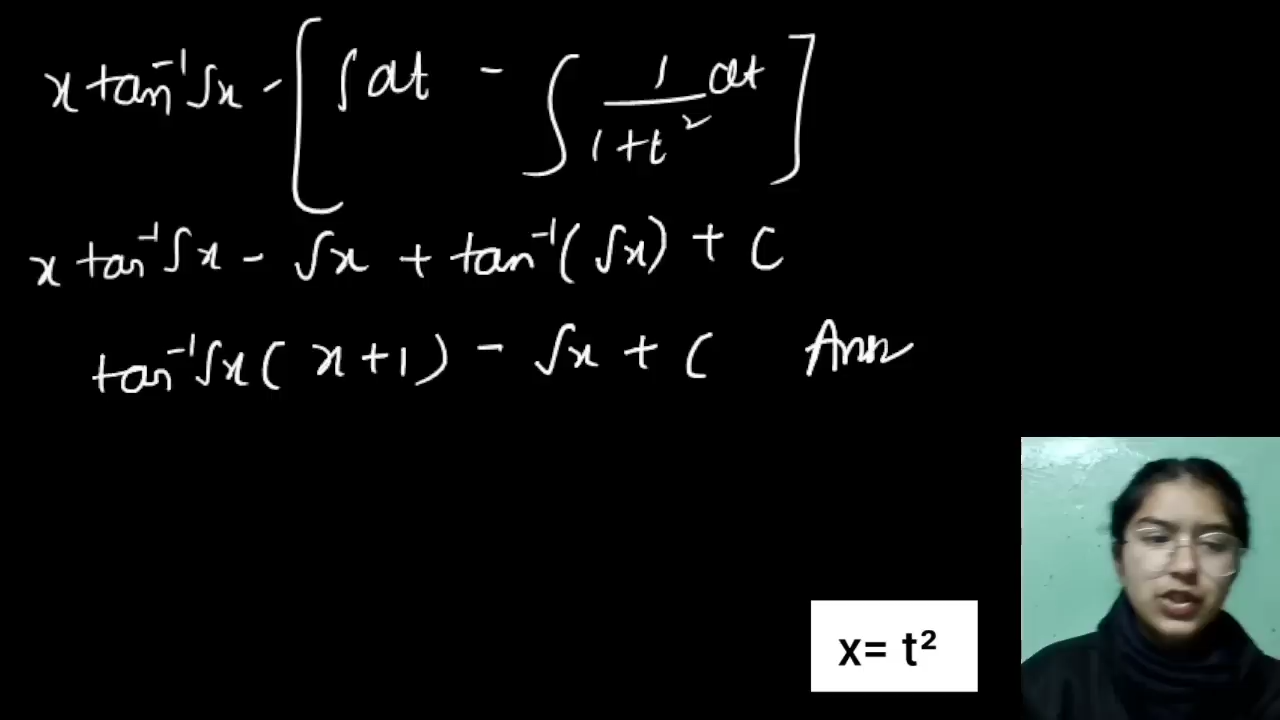 x tan⁻¹√x - [∫dt - ∫ 1/(1+t²) dt]
x tan⁻¹√x - √x + tan⁻¹(√x) + C
tan⁻¹√x (x+1) - √x + C Ans
x= t²